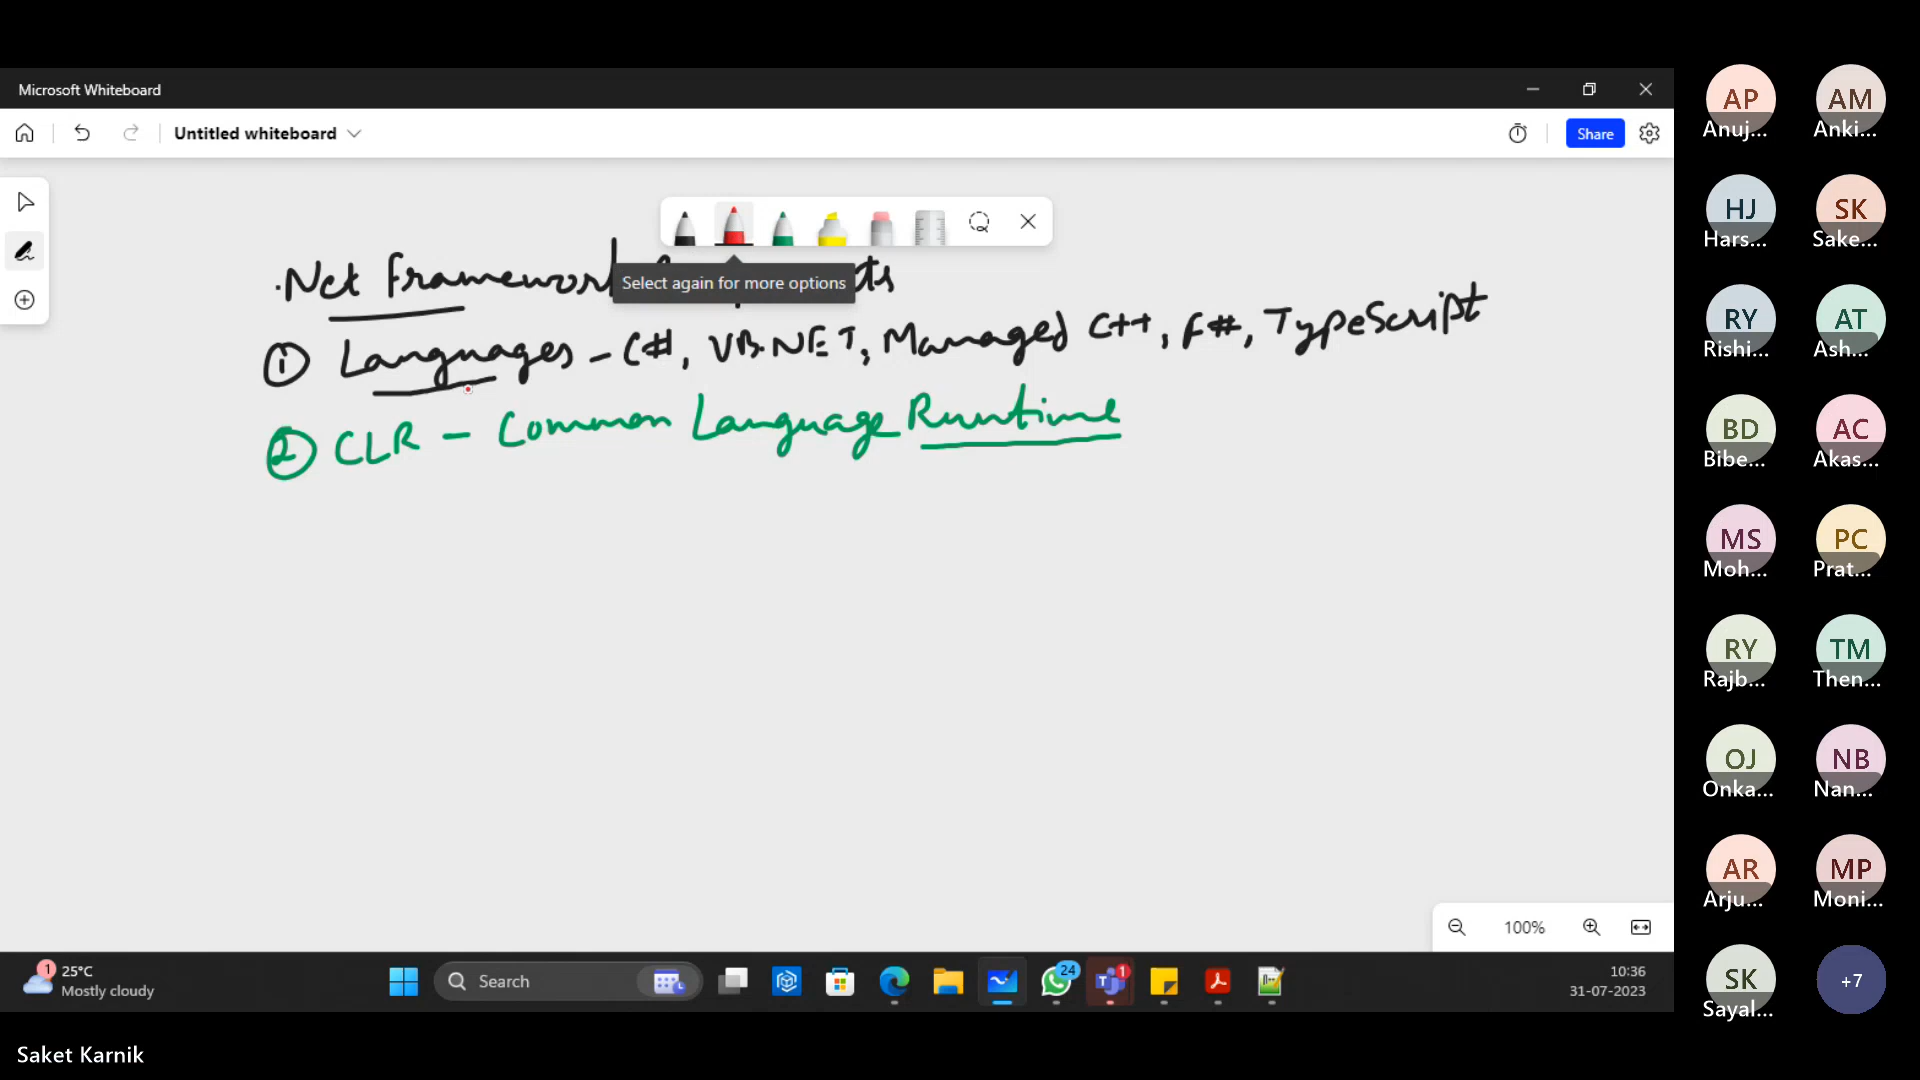 Microsoft Whiteboard
Untitled whiteboard
Share
Select again for more options
.Net Framework
① Languages – C#, VB.NET, Managed C++, F#, TypeScript
② CLR – Common Language Runtime
100%
1
25°C
Mostly cloudy
Search
24
1
10:36
31-07-2023
Saket Karnik
AP
Anuj...
AM
Anki...
HJ
Hars...
SK
Sake...
RY
Rishi...
AT
Ash...
BD
Bibe...
AC
Akas...
MS
Moh...
PC
Prat...
RY
Rajb...
TM
Then...
OJ
Onka...
NB
Nan...
AR
Arju...
MP
Moni...
SK
Sayal...
+7